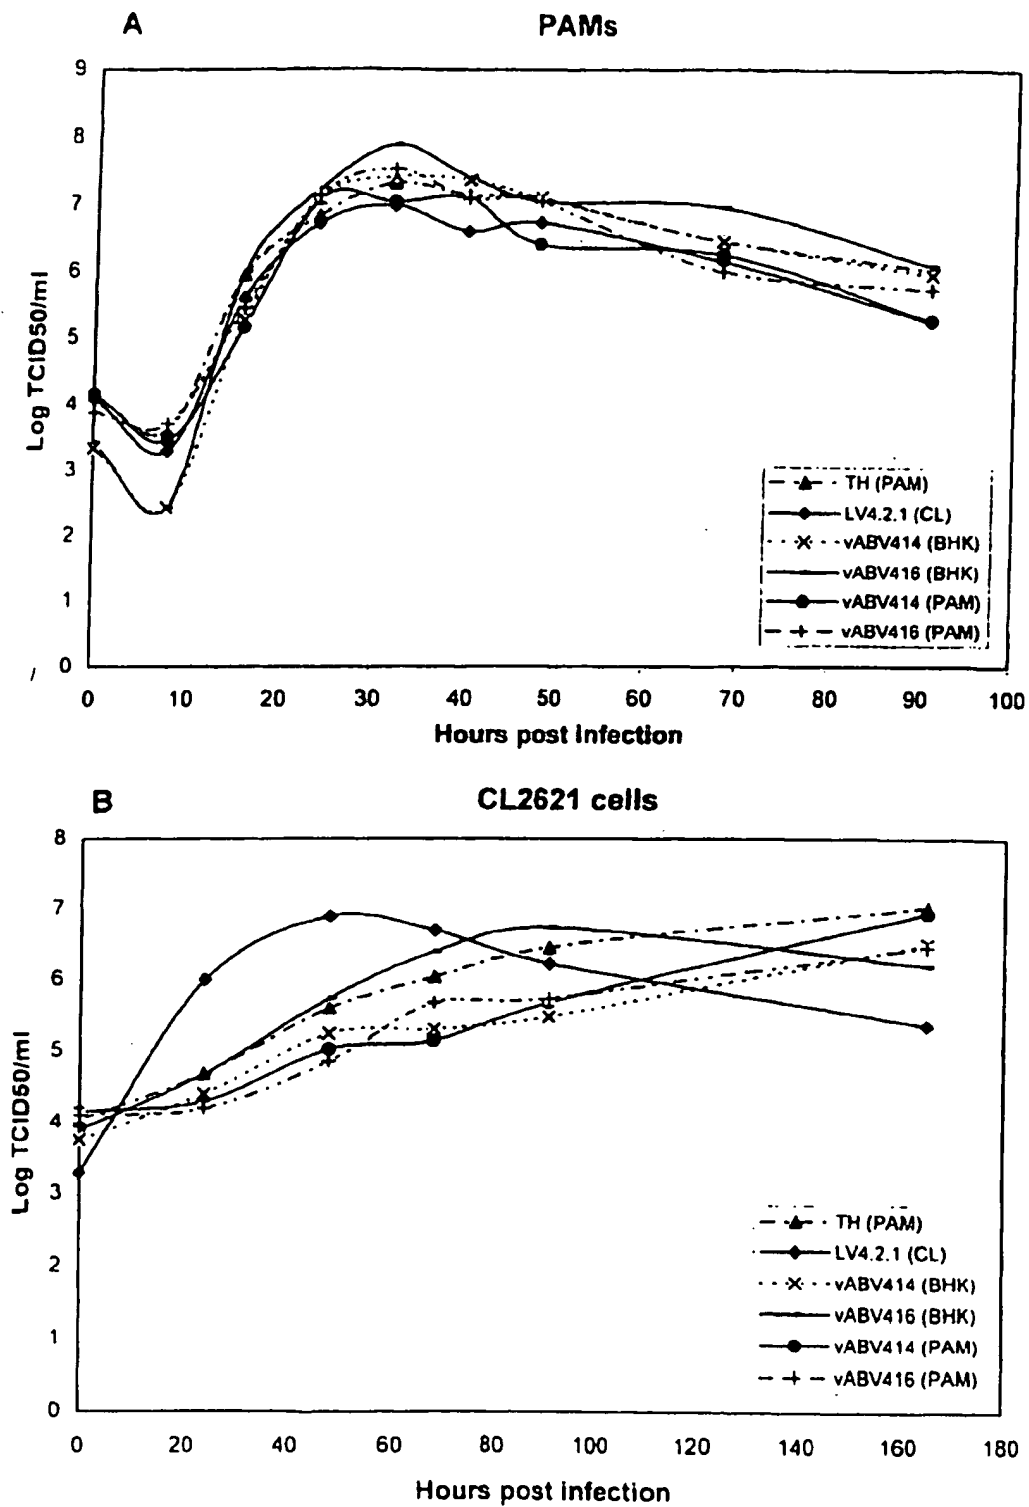 A
PAMs
9
8
7
6
5
4
3
2
1
0
Log TCID50/ml
TH (PAM)
LV4.2.1 (CL)
vABV414 (BHK)
vABV416 (BHK)
vABV414 (PAM)
vABV416 (PAM)
0 10 20 30 40 50 60 70 80 90 100
Hours post infection
B
CL2621 cells
8
7
6
5
4
3
2
1
0
Log TCID50/ml
TH (PAM)
LV4.2.1 (CL)
vABV414 (BHK)
vABV416 (BHK)
vABV414 (PAM)
vABV416 (PAM)
0 20 40 60 80 100 120 140 160 180
Hours post infection